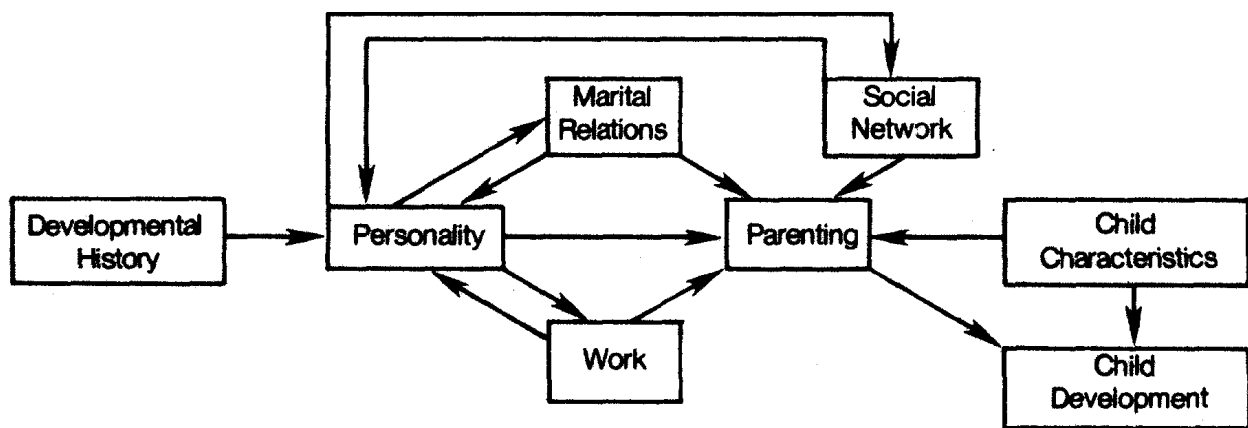 Marital
Relations
Social
Network
Developmental
History
Personality
Parenting
Child
Characteristics
Work
Child
Development